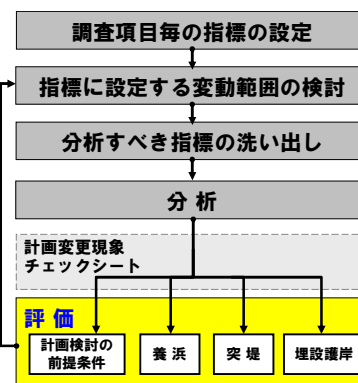 調査項目毎の指標の設定
指標に設定する変動範囲の検討
分析すべき指標の洗い出し
分 析
計画変更現象
チェックシート
評 価
計画検討の
前提条件
養 浜
突 堤
埋設護岸